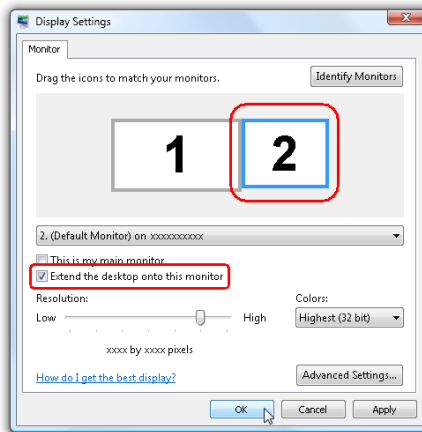 Display Settings
Monitor
Drag the icons to match your monitors.
Identify Monitors
1
2
2. (Default Monitor) on xxxxxxxxxx
This is my main monitor
Extend the desktop onto this monitor
Resolution:
Colors:
Low
High
Highest (32 bit)
xxxx by xxxx pixels
How do I get the best display?
Advanced Settings...
OK
Cancel
Apply